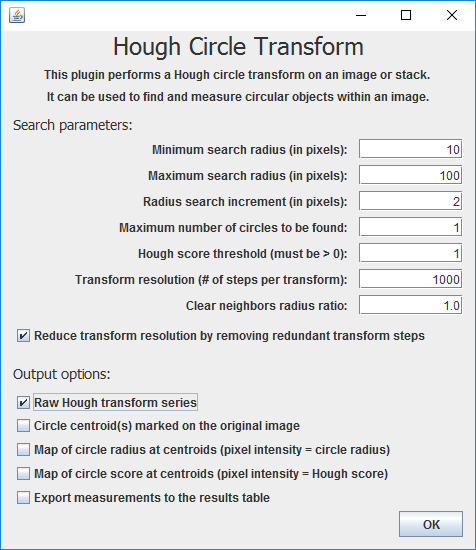 Hough Circle Transform
This plugin performs a Hough circle transform on an image or stack.
It can be used to find and measure circular objects within an image.
Search parameters:
Minimum search radius (in pixels): 10
Maximum search radius (in pixels): 100
Radius search increment (in pixels): 2
Maximum number of circles to be found: 1
Hough score threshold (must be > 0): 1
Transform resolution (# of steps per transform): 1000
Clear neighbors radius ratio: 1.0
Reduce transform resolution by removing redundant transform steps
Output options:
Raw Hough transform series
Circle centroid(s) marked on the original image
Map of circle radius at centroids (pixel intensity = circle radius)
Map of circle score at centroids (pixel intensity = Hough score)
Export measurements to the results table
OK